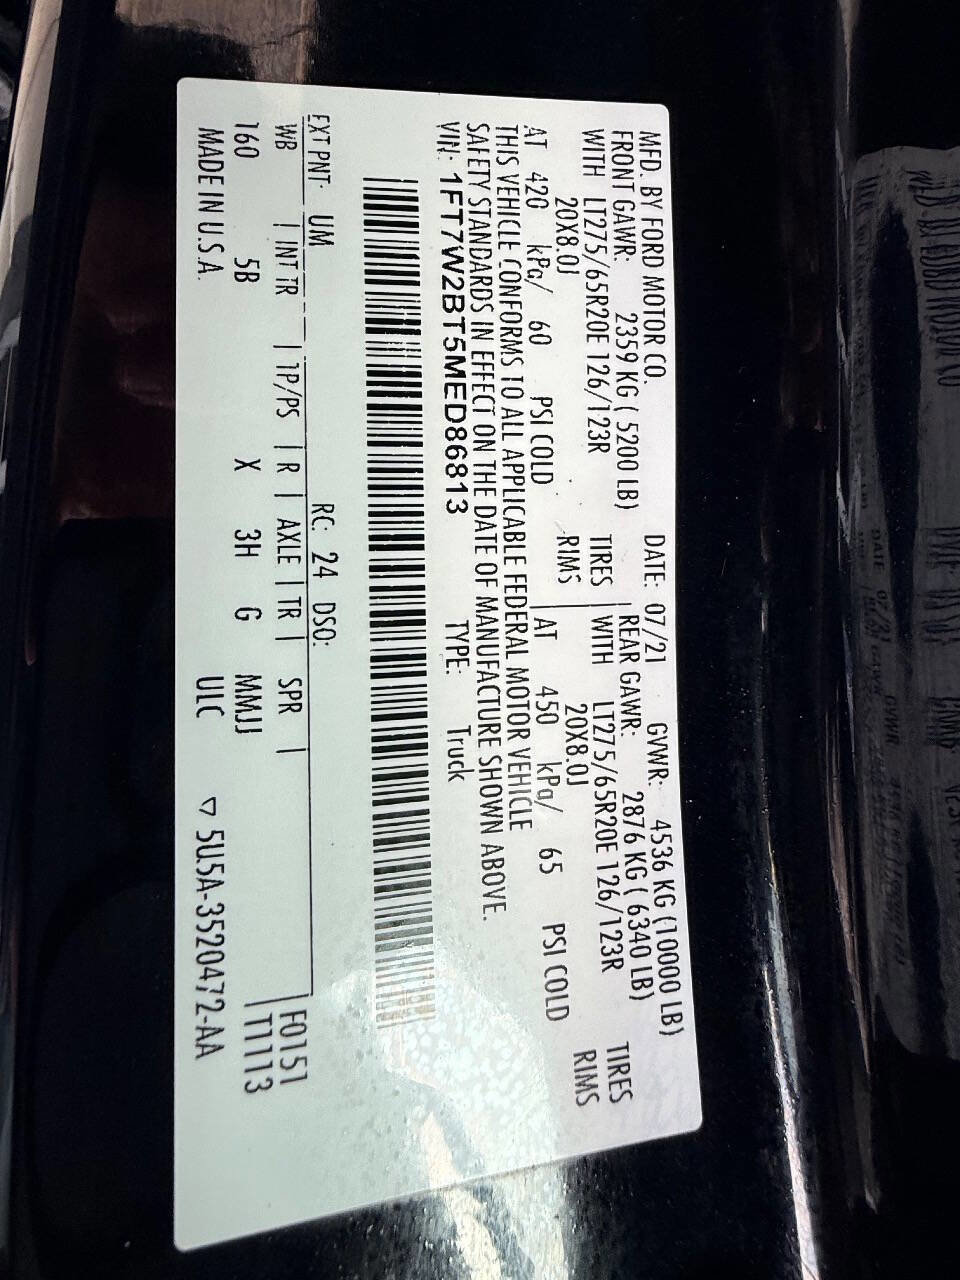 MFD. BY FORD MOTOR CO. DATE: 07/21 GVWR: 4536 KG (10000 LB)
FRONT GAWR: 2359 KG ( 5200 LB) REAR GAWR: 2876 KG ( 6340 LB)
WITH LT275/65R20E 126/123R TIRES WITH LT275/65R20E 126/123R TIRES
20X8.0J RIMS 20X8.0J RIMS
AT 420 kPa/ 60 PSI COLD AT 450 kPa/ 65 PSI COLD
THIS VEHICLE CONFORMS TO ALL APPLICABLE FEDERAL MOTOR VEHICLE
SAFETY STANDARDS IN EFFECT ON THE DATE OF MANUFACTURE SHOWN ABOVE.
VIN: 1FT7W2BT5MED86813 TYPE: Truck
EXT PNT: UM RC: 24 DSO:
WB | INT TR | TP/PS | R | AXLE | TR | SPR | F0151
160 5B X 3H G MMJJ T1113
MADE IN U.S.A. ULC ▽ 5U5A-3520472-AA